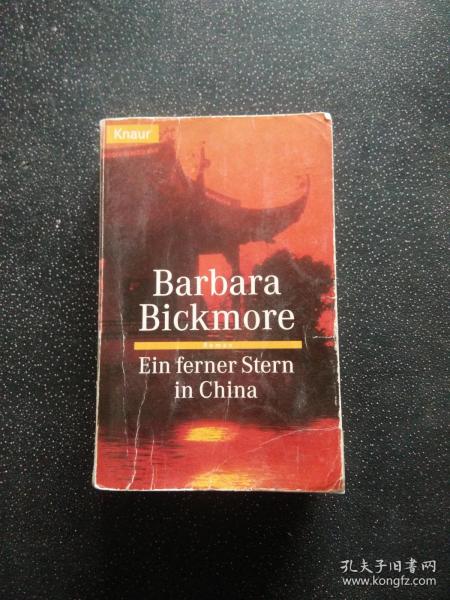 Knaur
Barbara
Bickmore
Roman
Ein ferner Stern
in China
孔夫子旧书网
www.kongfz.com